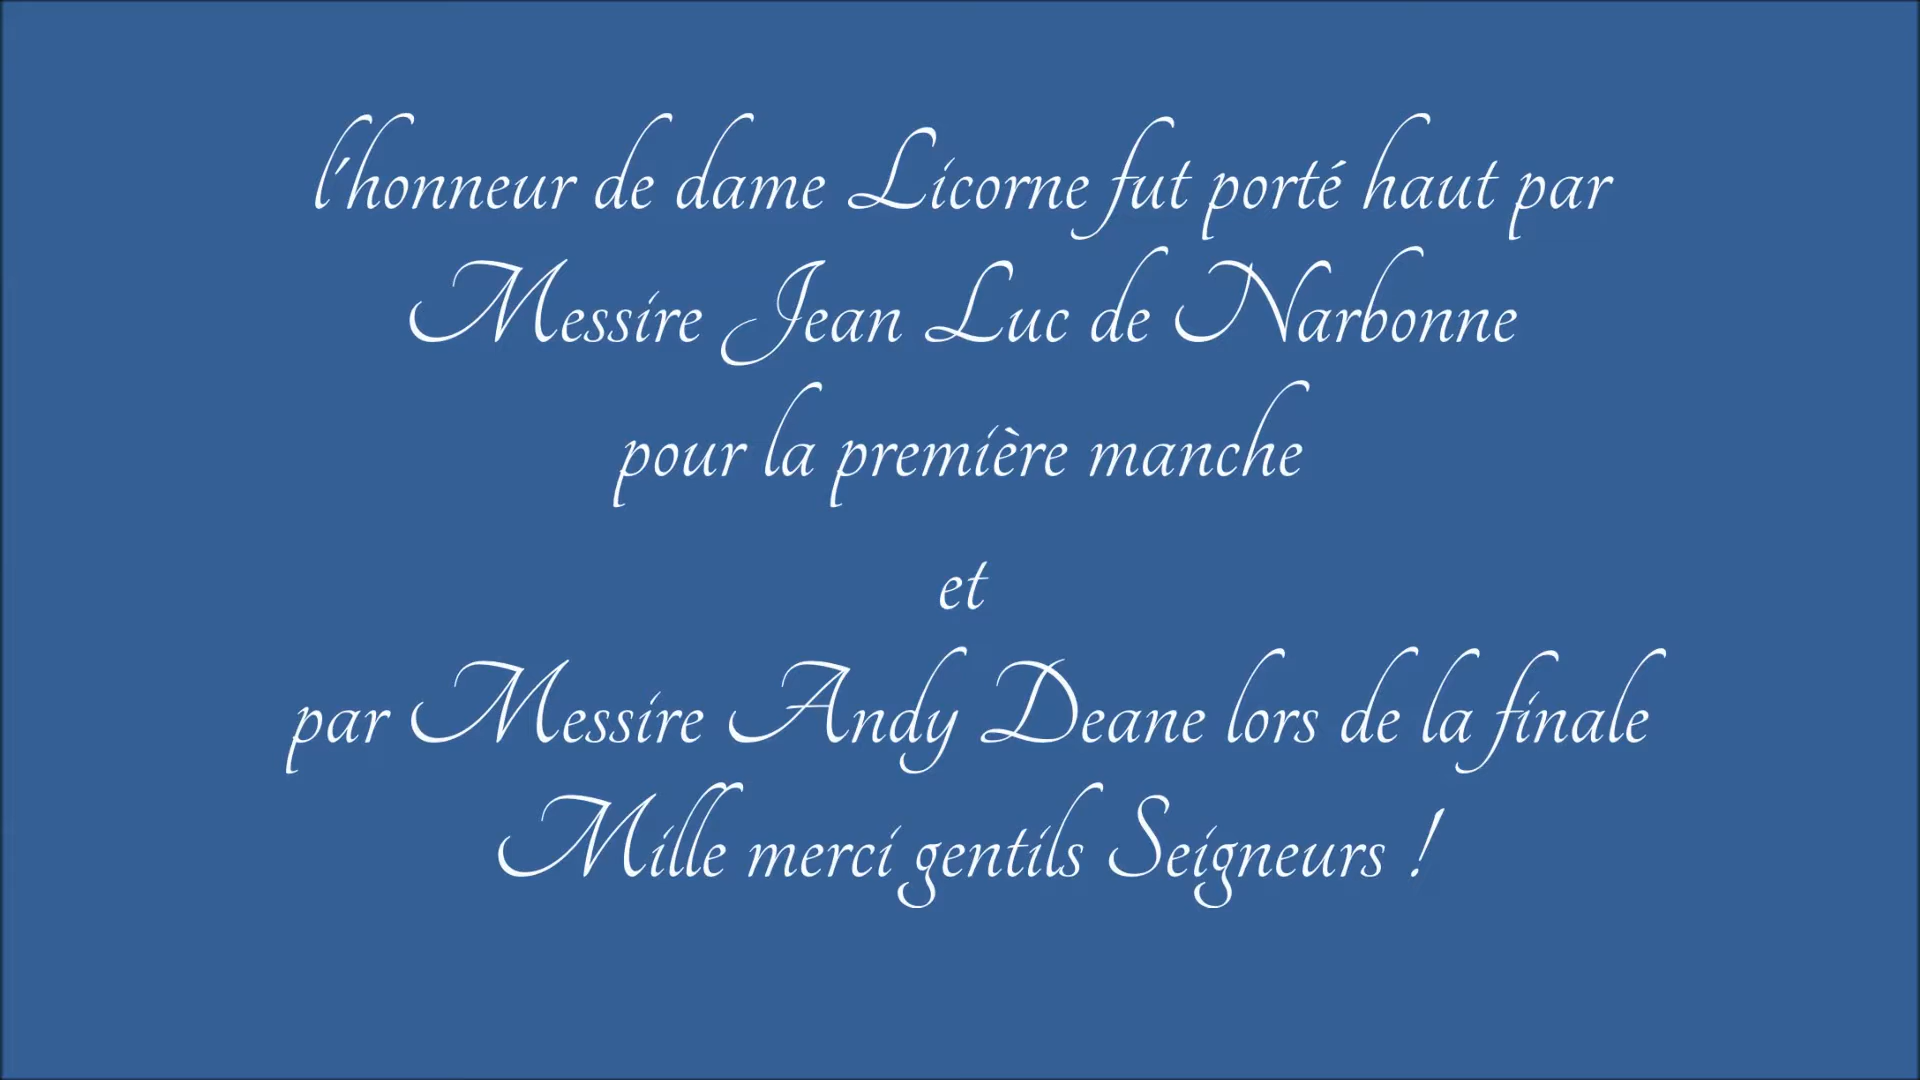 l'honneur de dame Licorne fut porté haut par
Messire Jean Luc de Narbonne
pour la première manche
et
par Messire Andy Deane lors de la finale
Mille merci gentils Seigneurs !